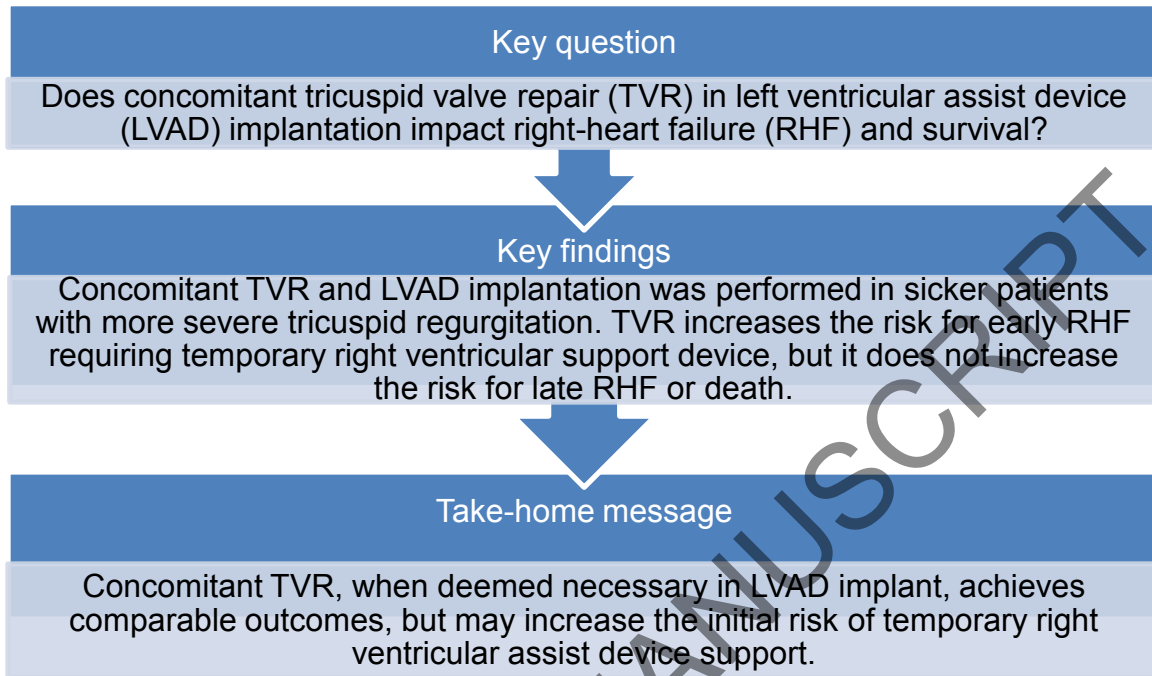 Key question
Does concomitant tricuspid valve repair (TVR) in left ventricular assist device
(LVAD) implantation impact right-heart failure (RHF) and survival?
Key findings
Concomitant TVR and LVAD implantation was performed in sicker patients
with more severe tricuspid regurgitation. TVR increases the risk for early RHF
requiring temporary right ventricular support device, but it does not increase
the risk for late RHF or death.
Take-home message
Concomitant TVR, when deemed necessary in LVAD implant, achieves
comparable outcomes, but may increase the initial risk of temporary right
ventricular assist device support.
MANUSCRIPT